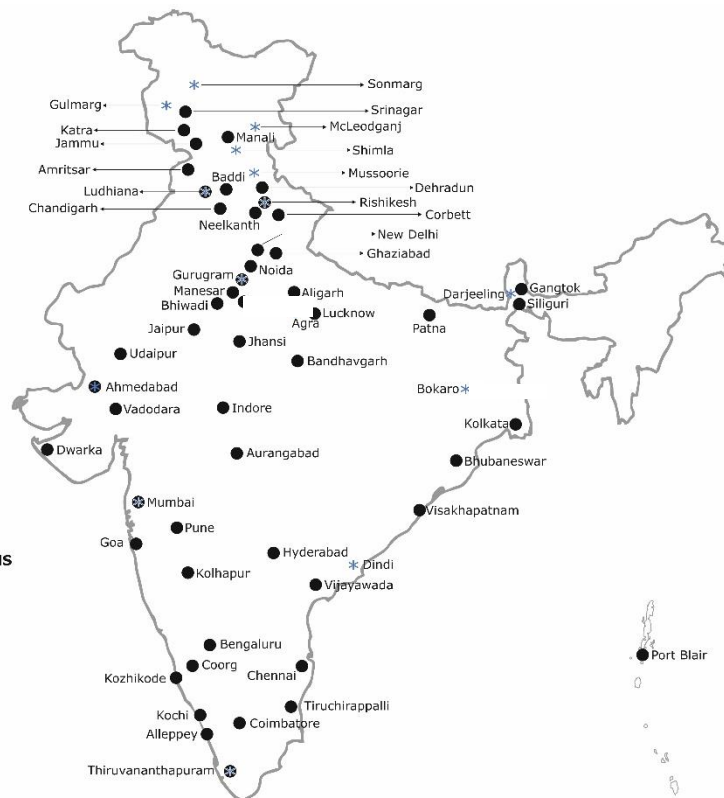 Sonmarg
Gulmarg
Srinagar
McLeodganj
Katra
Manali
Jammu
Shimla
Amritsar
Mussoorie
Baddi
Dehradun
Ludhiana
Rishikesh
Chandigarh
Corbett
Neelkanth
New Delhi
Ghaziabad
Noida
Gurugram
Manesar
Aligarh
Darjeeling
Gangtok
Bhiwadi
Siliguri
Lucknow
Agra
Patna
Jaipur
Jhansi
Udaipur
Bandhavgarh
Ahmedabad
Bokaro
Vadodara
Indore
Kolkata
Dwarka
Aurangabad
Bhubaneswar
Mumbai
Visakhapatnam
Pune
Goa
Hyderabad
US
Dindi
Kolhapur
Vijayawada
Bengaluru
Port Blair
Coorg
Chennai
Kozhikode
Tiruchirappalli
Kochi
Coimbatore
Alleppey
Thiruvananthapuram